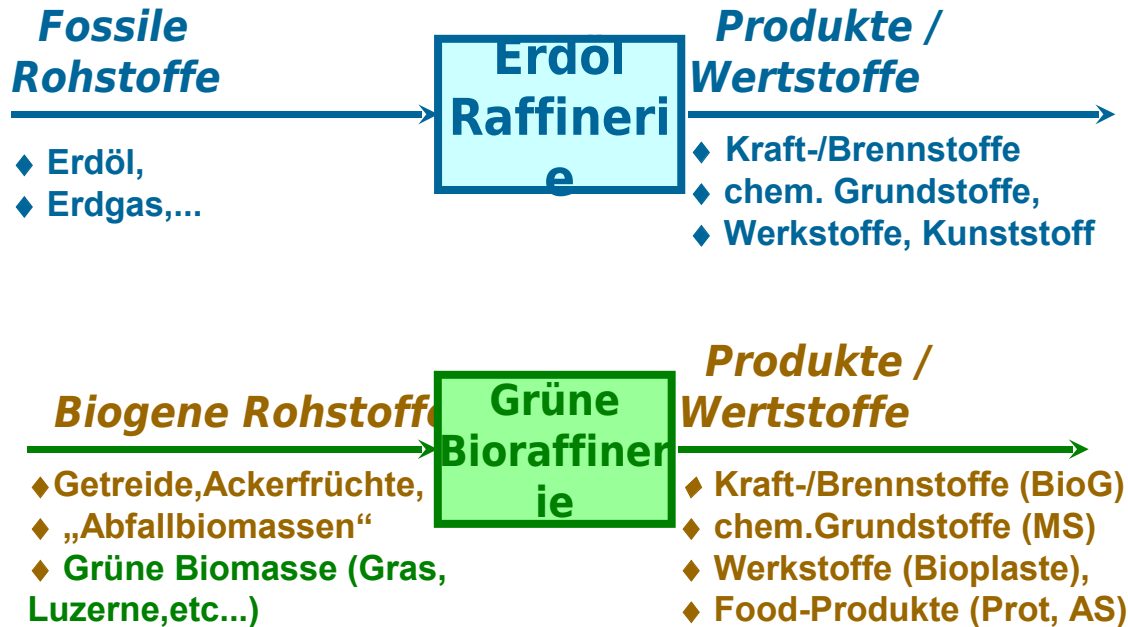 Fossile
Rohstoffe
♦ Erdöl,
♦ Erdgas,...
Erdöl
Raffineri
e
Produkte /
Wertstoffe
♦ Kraft-/Brennstoffe
♦ chem. Grundstoffe,
♦ Werkstoffe, Kunststoff
Biogene Rohstoffe
♦Getreide,Ackerfrüchte,
♦ „Abfallbiomassen“
♦ Grüne Biomasse (Gras,
Luzerne,etc...)
Grüne
Bioraffiner
ie
Produkte /
Wertstoffe
♦ Kraft-/Brennstoffe (BioG)
♦ chem.Grundstoffe (MS)
♦ Werkstoffe (Bioplaste),
♦ Food-Produkte (Prot, AS)